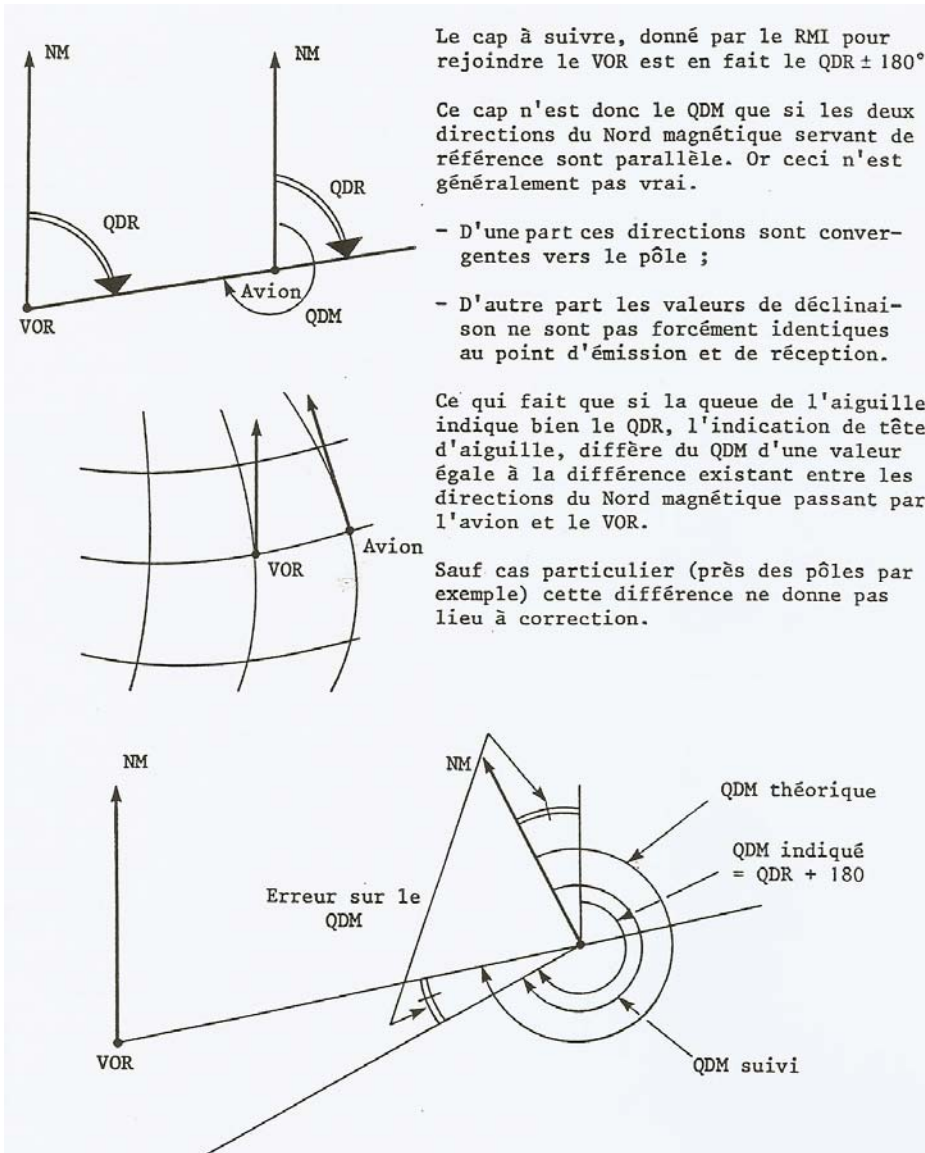 NM
NM
QDR
QDR
Avion
QDM
VOR
Le cap à suivre, donné par le RMI pour
rejoindre le VOR est en fait le QDR ± 180°
Ce cap n'est donc le QDM que si les deux
directions du Nord magnétique servant de
référence sont parallèle. Or ceci n'est
généralement pas vrai.
- D'une part ces directions sont conver-
gentes vers le pôle ;
- D'autre part les valeurs de déclinai-
son ne sont pas forcément identiques
au point d'émission et de réception.
Ce qui fait que si la queue de l'aiguille
indique bien le QDR, l'indication de tête
d'aiguille, diffère du QDM d'une valeur
égale à la différence existant entre les
directions du Nord magnétique passant par
l'avion et le VOR.
Sauf cas particulier (près des pôles par
exemple) cette différence ne donne pas
lieu à correction.
Avion
VOR
NM
NM
QDM théorique
QDM indiqué
= QDR + 180
Erreur sur le
QDM
VOR
QDM suivi